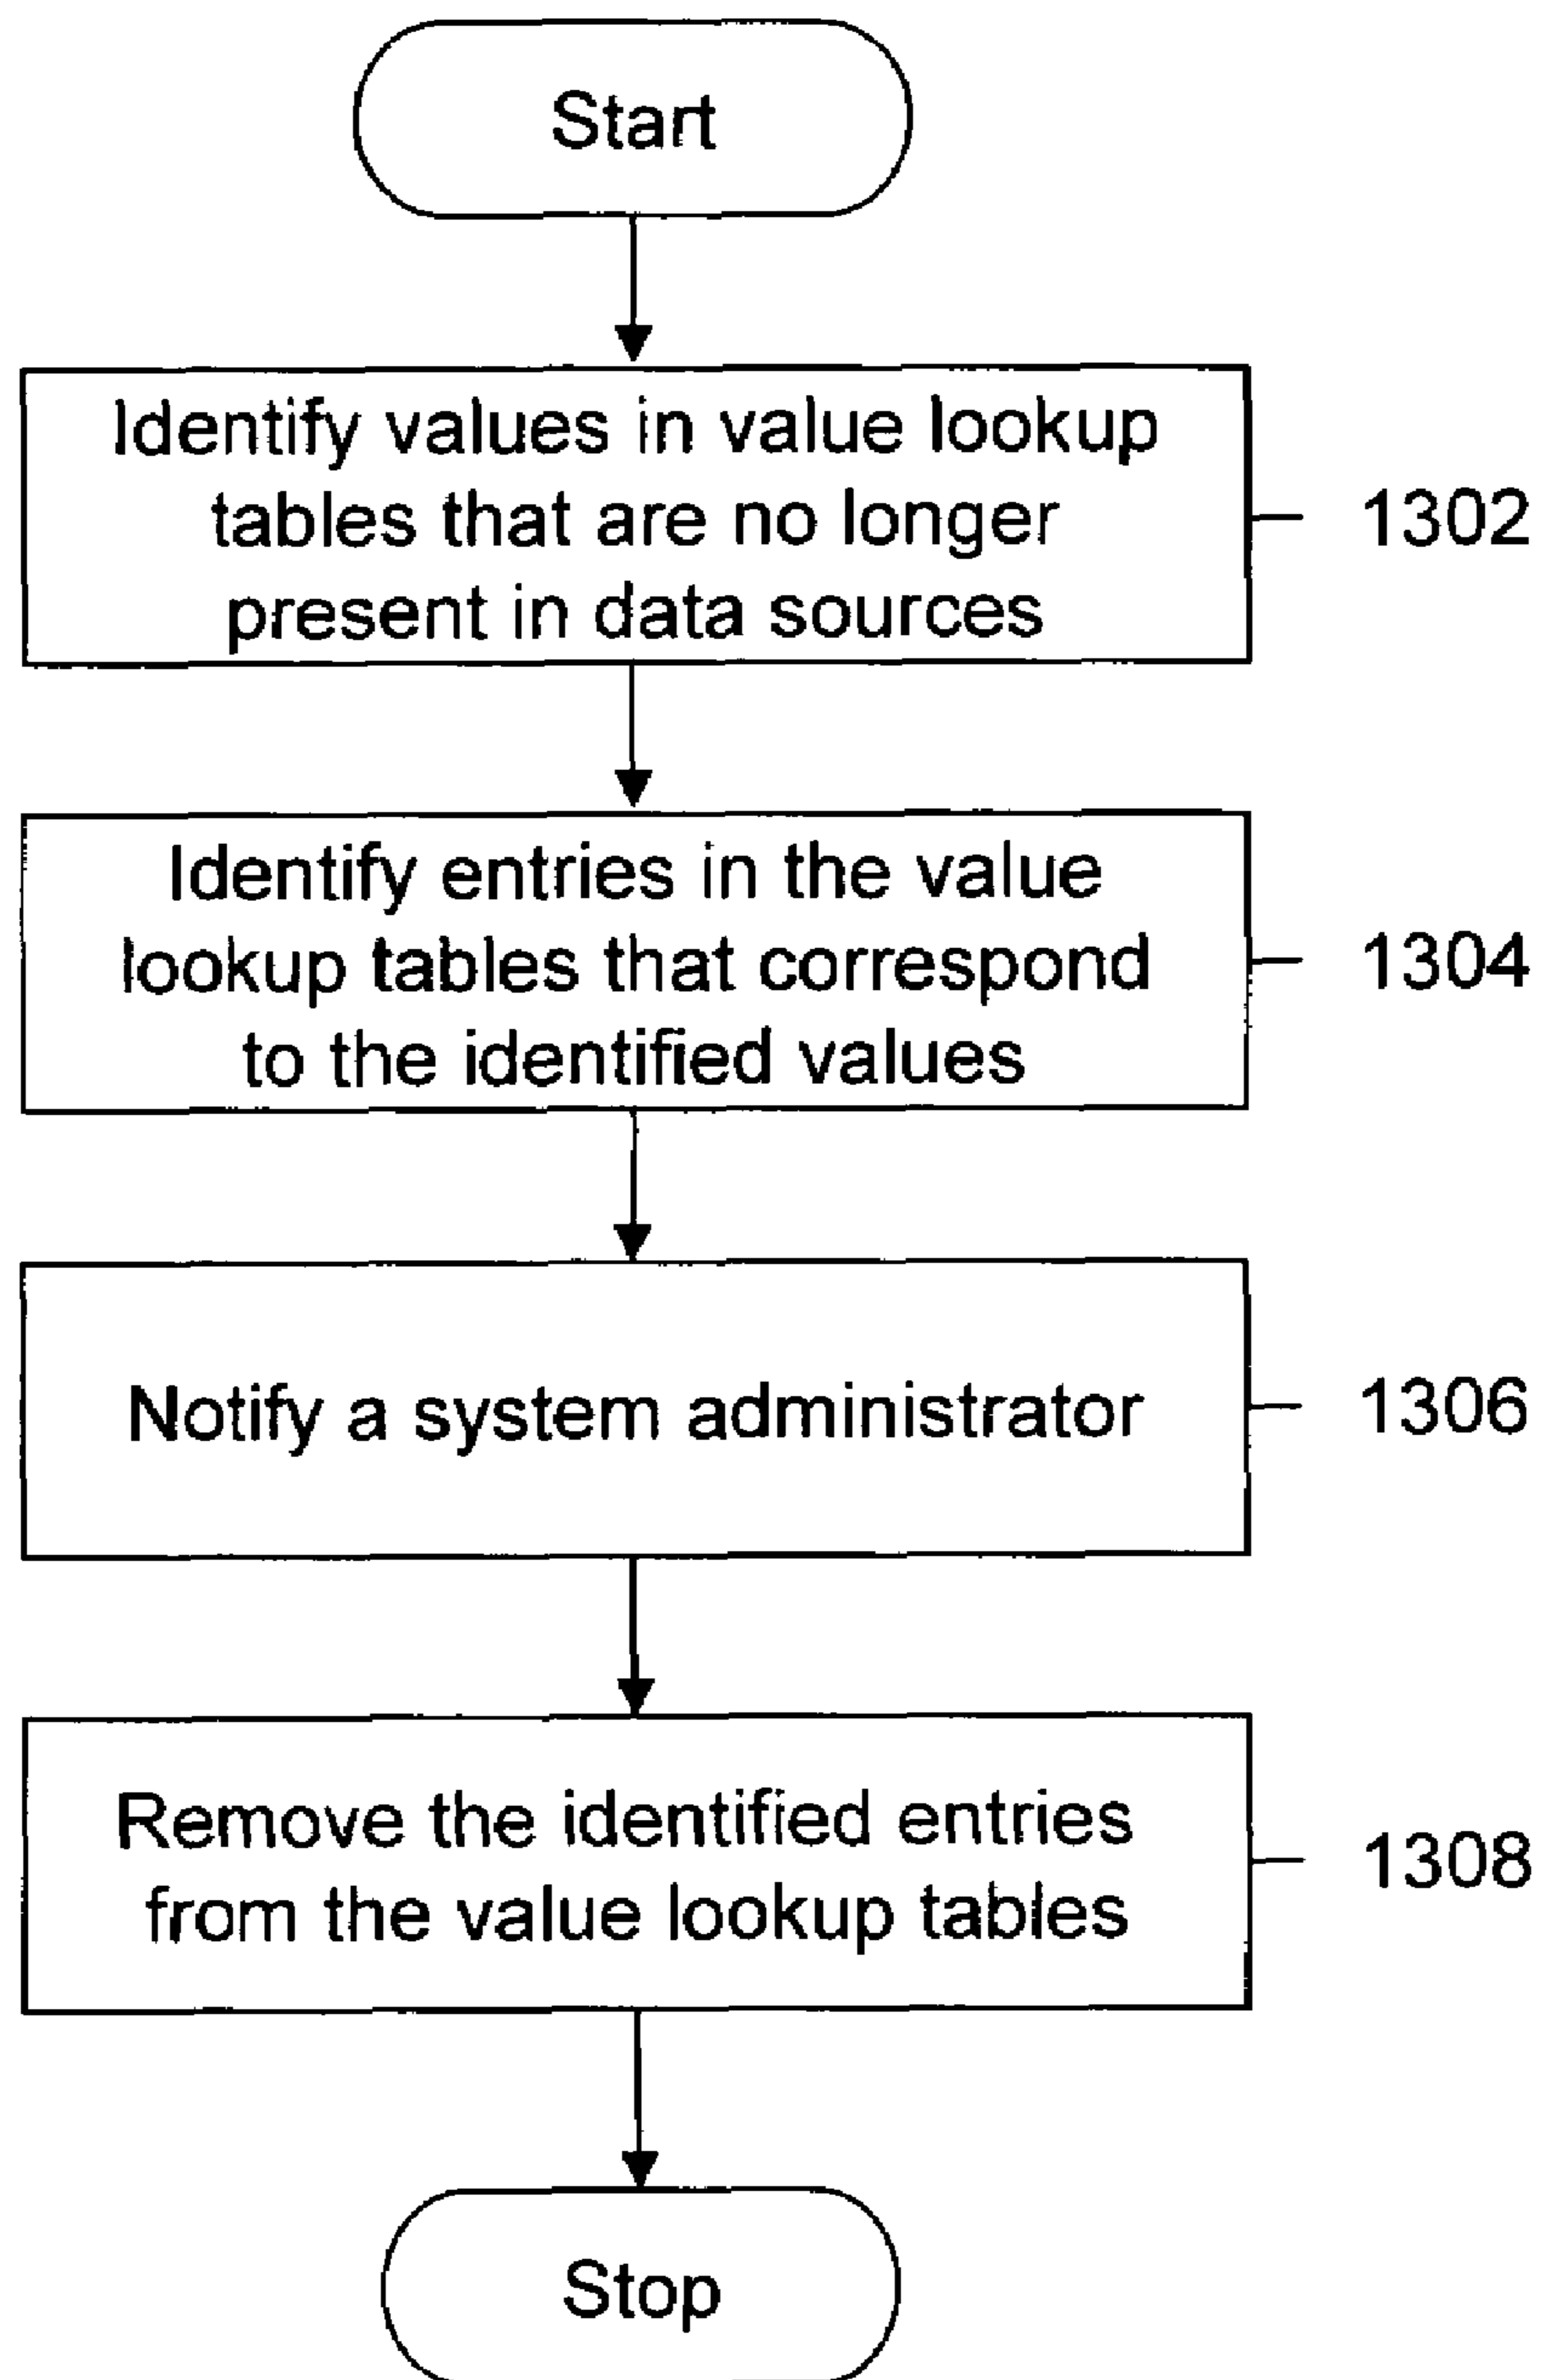 Start
Identify values in value lookup
tables that are no longer
present in data sources
1302
Identify entries in the value
lookup tables that correspond
to the identified values
1304
Notify a system administrator
1306
Remove the identified entries
from the value lookup tables
1308
Stop